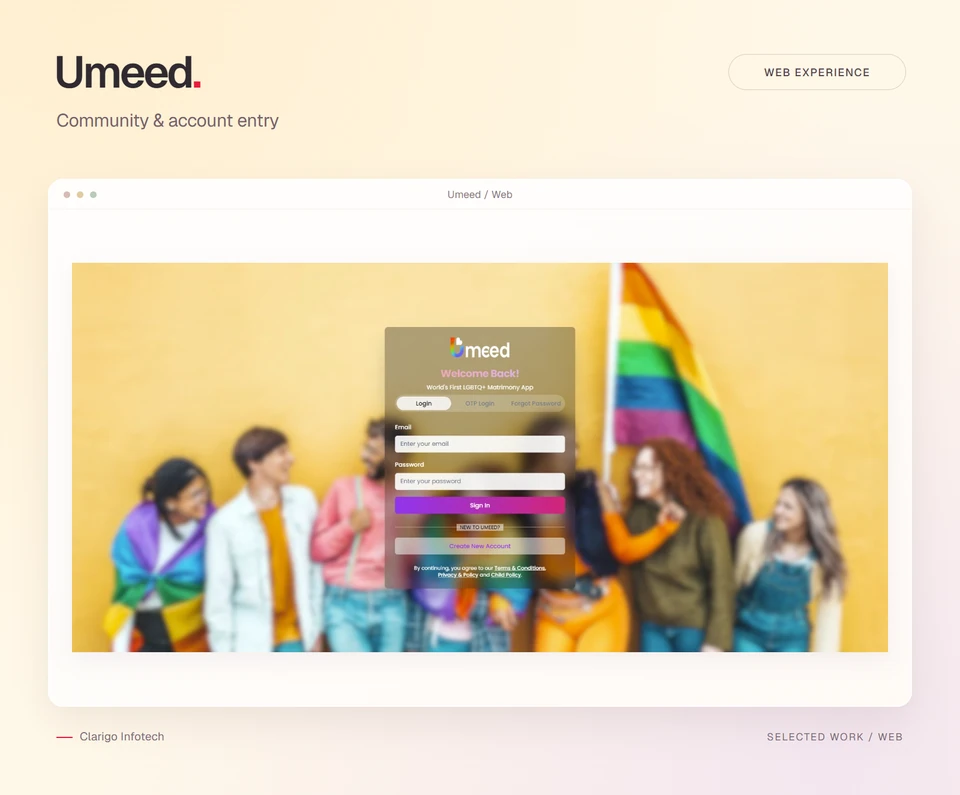 Umeed.
WEB EXPERIENCE
Community & account entry
Umeed / Web
Umeed
Welcome Back!
World's First LGBTQ+ Matrimony App
Login OTP Login Forgot Password
Email
Enter your email
Password
Enter your password
Sign In
NEW TO UMEED?
Create New Account
By continuing, you agree to our Terms & Conditions,
Privacy & Policy and Child Policy.
Clarigo Infotech
SELECTED WORK / WEB